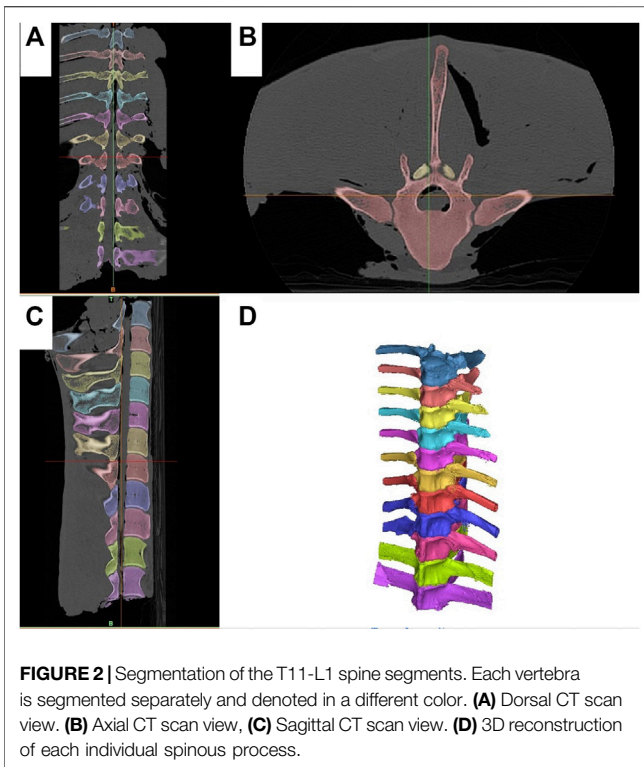 A
B
T
C
D
B
FIGURE 2 | Segmentation of the T11-L1 spine segments. Each vertebra
is segmented separately and denoted in a different color. (A) Dorsal CT scan
view. (B) Axial CT scan view, (C) Sagittal CT scan view. (D) 3D reconstruction
of each individual spinous process.